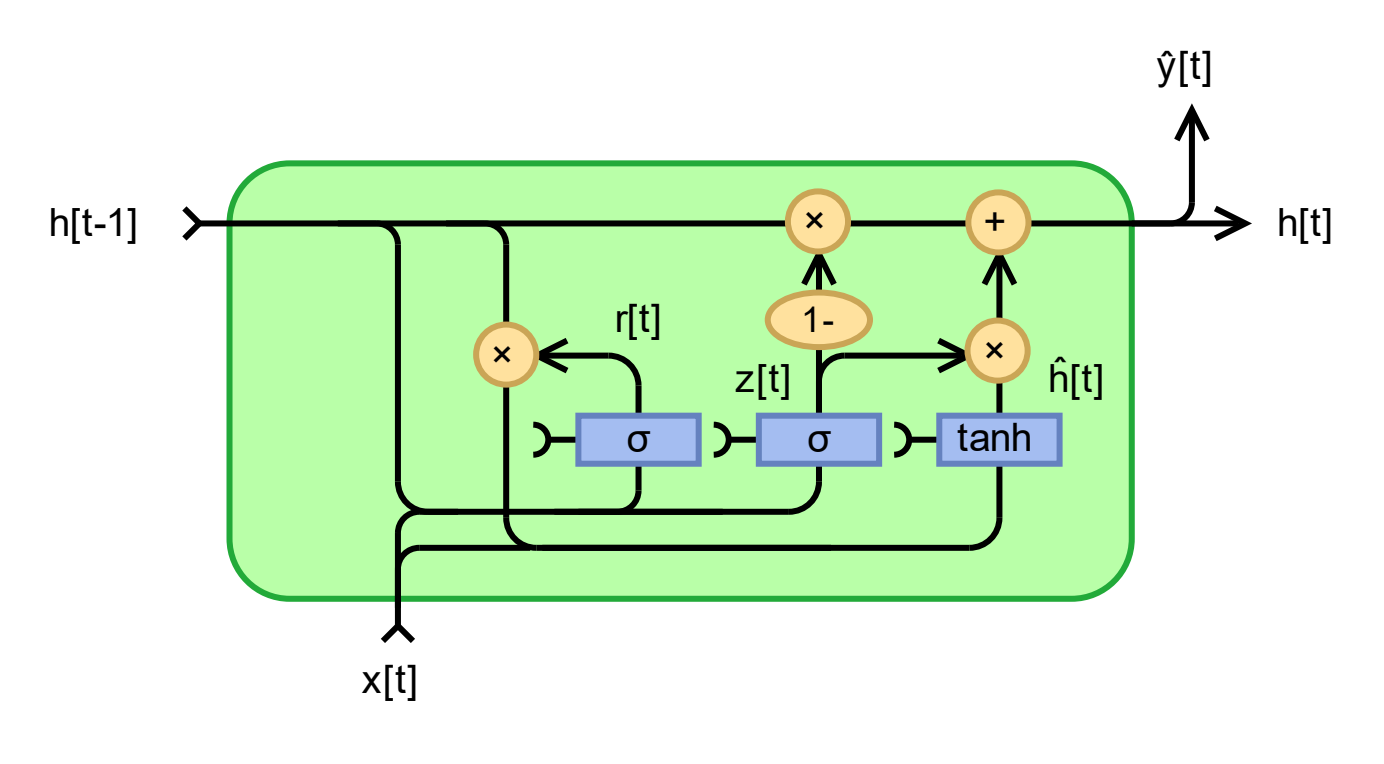 ŷ[t]
h[t-1]
×
+
h[t]
r[t]
1-
×
×
z[t]
ĥ[t]
σ
σ
tanh
x[t]